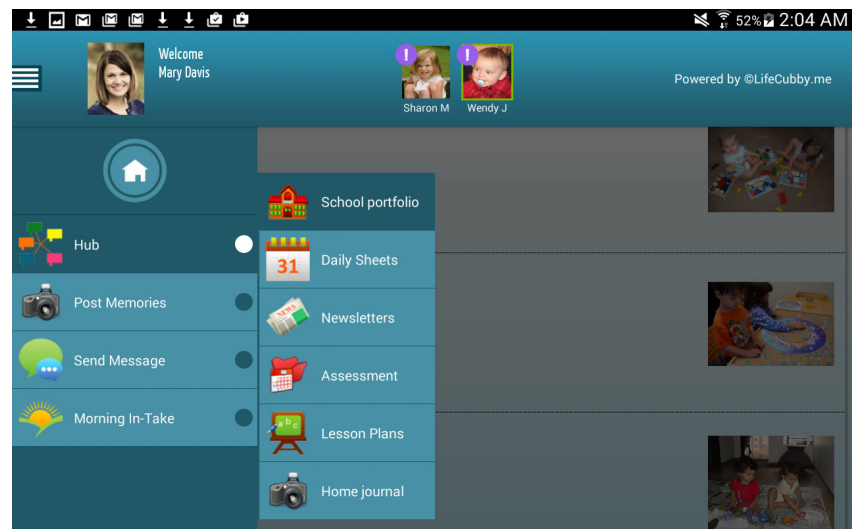 52% 2:04 AM
Welcome
Mary Davis
Sharon M
Wendy J
Powered by ©LifeCubby.me
Hub
Post Memories
Send Message
Morning In-Take
School portfolio
31
Daily Sheets
NEWS
Newsletters
Assessment
a b c
Lesson Plans
Home journal